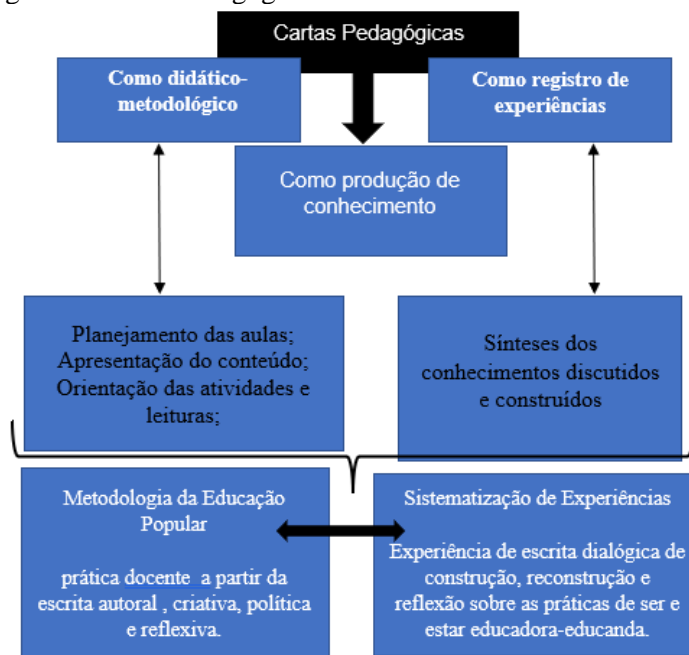 Cartas Pedagógicas
Como didático-
metodológico
Como registro de
experiências
Como produção de
conhecimento
Planejamento das aulas;
Apresentação do conteúdo;
Orientação das atividades e
leituras;
Sínteses dos
conhecimentos discutidos
e construídos
Metodologia da Educação
Popular
prática docente a partir da
escrita autoral , criativa, política
e reflexiva.
Sistematização de Experiências
Experiência de escrita dialógica de
construção, reconstrução e
reflexão sobre as práticas de ser e
estar educadora-educanda.